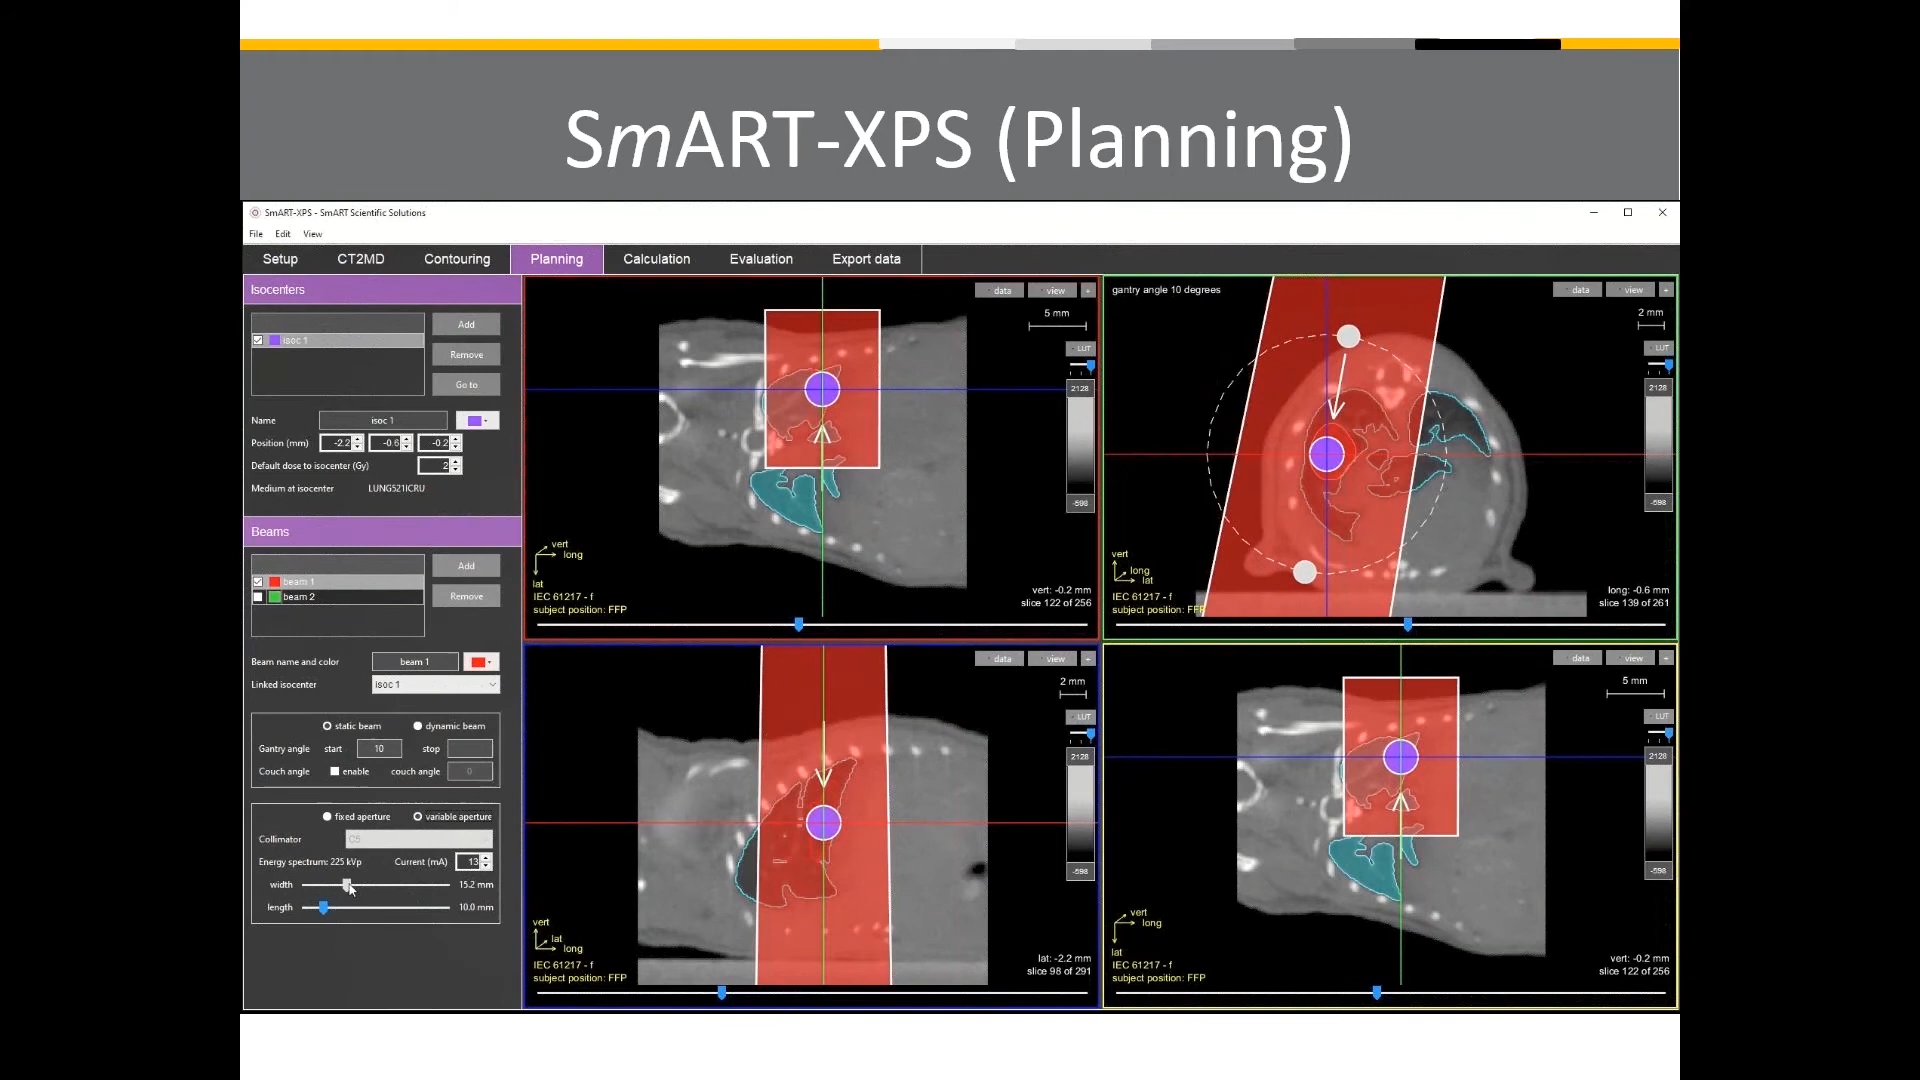 SmART-XPS (Planning)
SmART-XPS - SmART Scientific Solutions
File Edit View
Setup CT2MD Contouring Planning Calculation Evaluation Export data
Isocenters
isoc 1
Add
Remove
Go to
Name isoc 1
Position (mm) -2.2 -0.6 -0.2
Default dose to isocenter (Gy) 2
Medium at isocenter LUNG521ICRU
Beams
beam 1
beam 2
Add
Remove
Beam name and color beam 1
Linked isocenter isoc 1
static beam dynamic beam
Gantry angle start 10 stop
Couch angle enable couch angle 0
fixed aperture variable aperture
Collimator C5
Energy spectrum: 225 kVp Current (mA) 13
width 15.2 mm
length 10.0 mm
data view +
5 mm
LUT
2128
-598
vert
long
lat
IEC 61217 - f
subject position: FFP
vert: -0.2 mm
slice 122 of 256
gantry angle 10 degrees
data view +
2 mm
LUT
2128
-598
vert
long
lat
IEC 61217 - f
subject position: FFP
long: -0.6 mm
slice 139 of 261
data view +
2 mm
LUT
2128
-598
vert
lat
long
IEC 61217 - f
subject position: FFP
lat: -2.2 mm
slice 98 of 291
data view +
5 mm
LUT
2128
-598
vert
long
lat
IEC 61217 - f
subject position: FFP
vert: -0.2 mm
slice 122 of 256